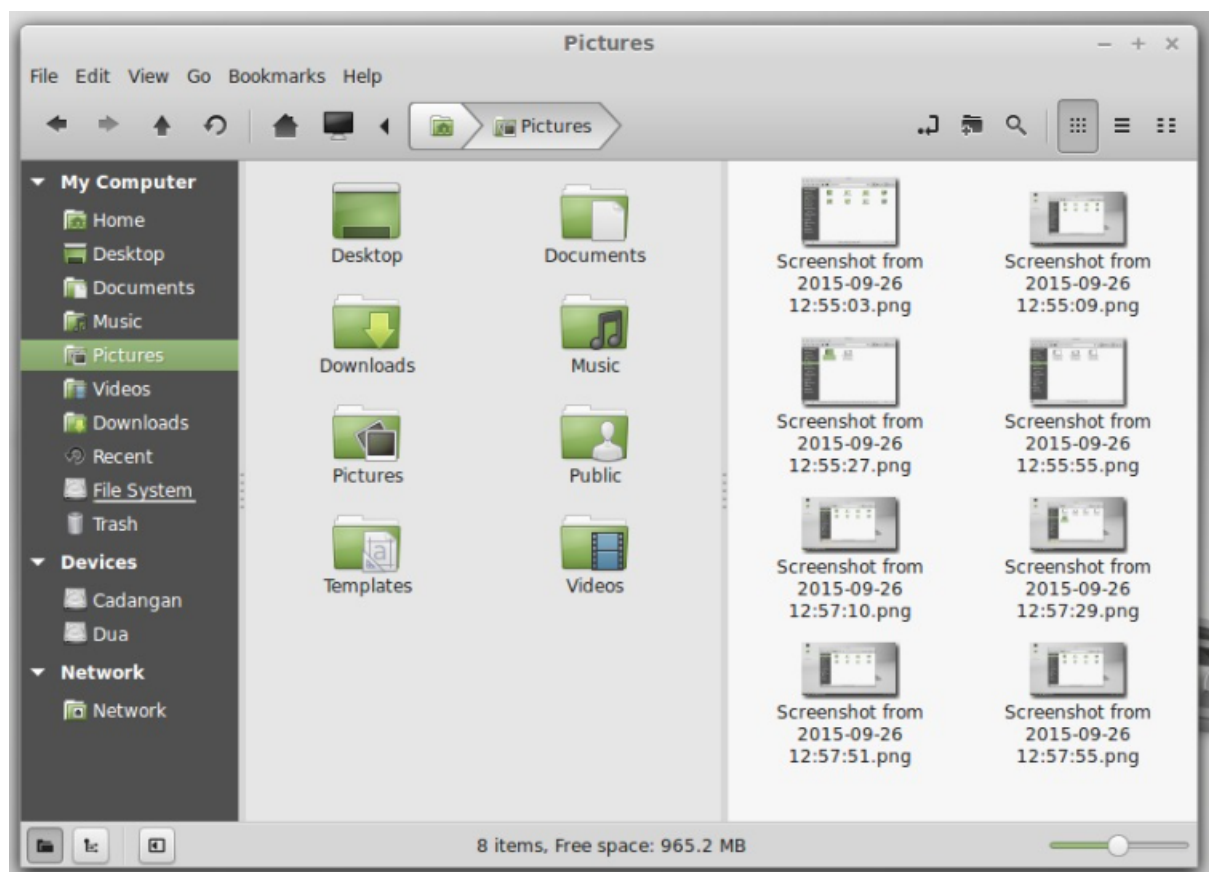 Pictures
File Edit View Go Bookmarks Help
Pictures
My Computer
Home
Desktop
Documents
Music
Pictures
Videos
Downloads
Recent
File System
Trash
Devices
Cadangan
Dua
Network
Network
Desktop
Documents
Downloads
Music
Pictures
Public
Templates
Videos
Screenshot from
2015-09-26
12:55:03.png
Screenshot from
2015-09-26
12:55:09.png
Screenshot from
2015-09-26
12:55:27.png
Screenshot from
2015-09-26
12:55:55.png
Screenshot from
2015-09-26
12:57:10.png
Screenshot from
2015-09-26
12:57:29.png
Screenshot from
2015-09-26
12:57:51.png
Screenshot from
2015-09-26
12:57:55.png
8 items, Free space: 965.2 MB